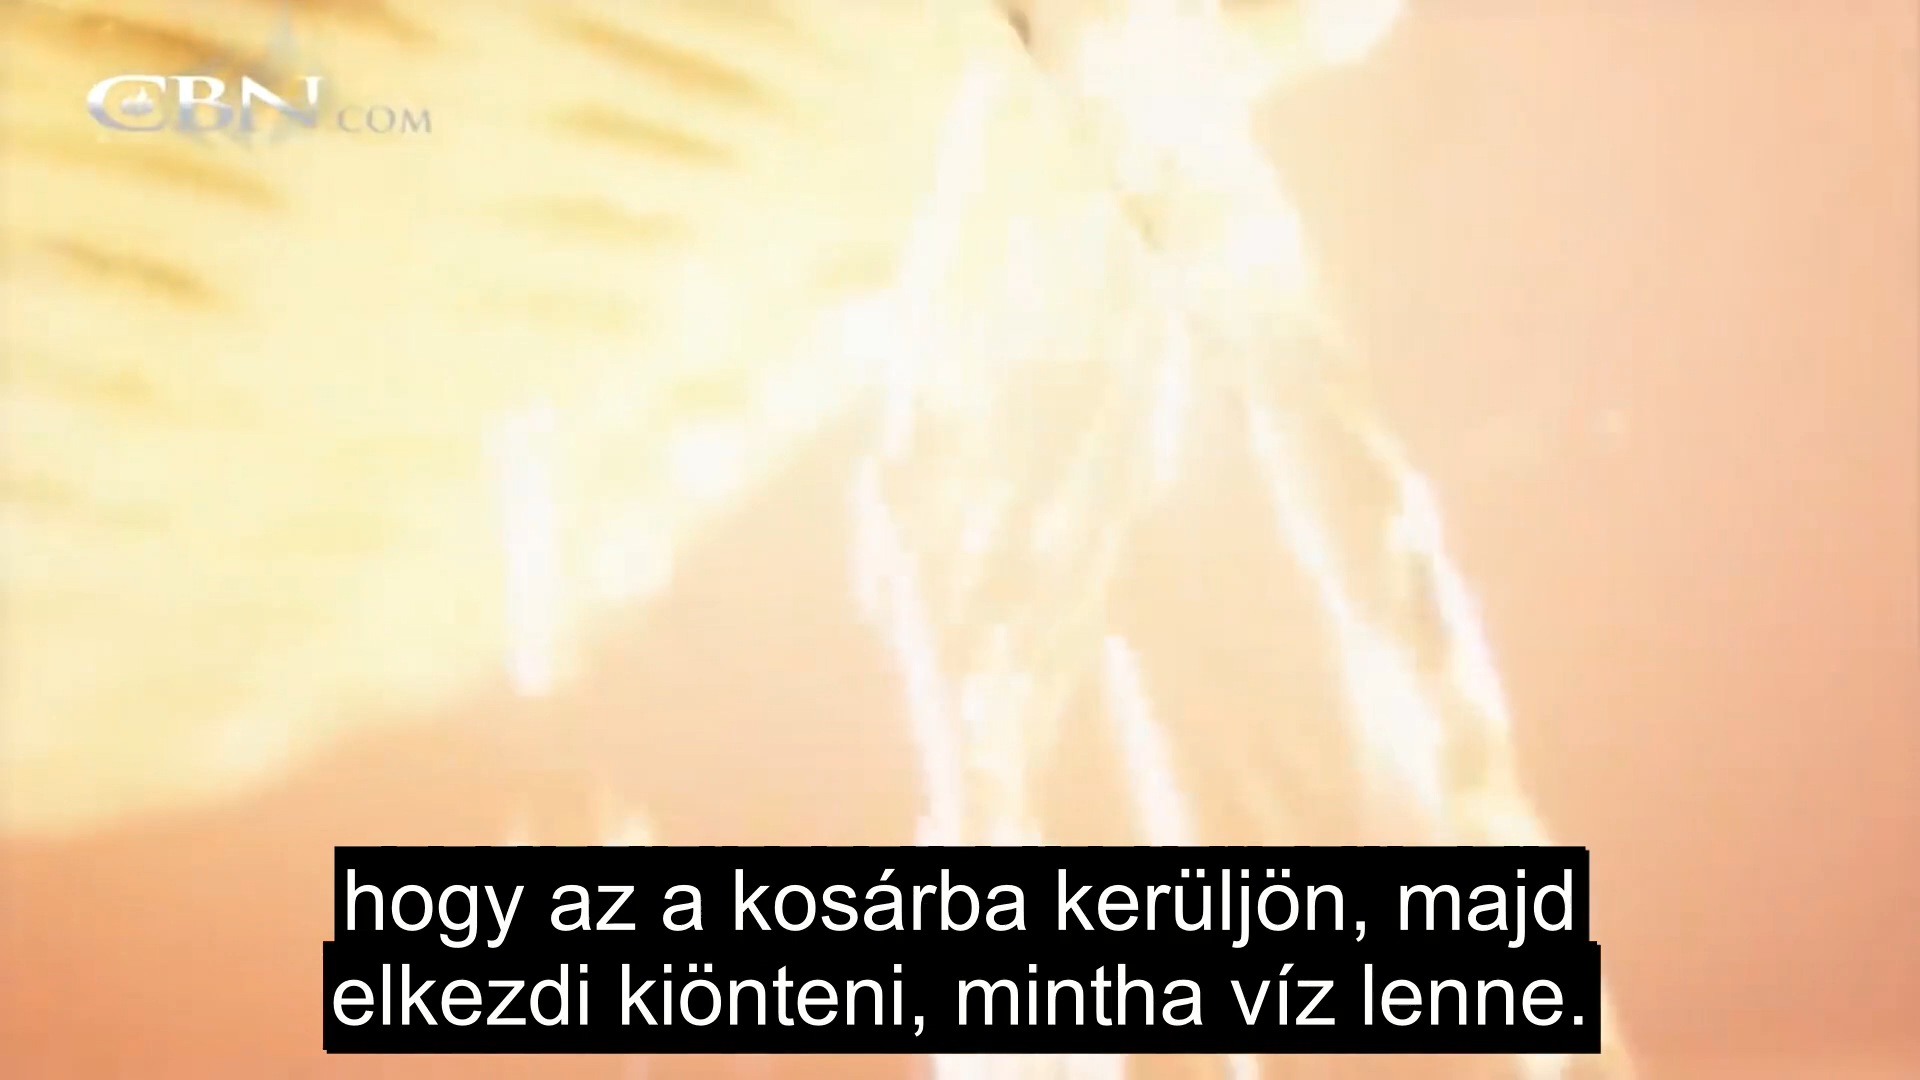 CBN.COM
hogy az a kosárba kerüljön, majd
elkezdi kiönteni, mintha víz lenne.